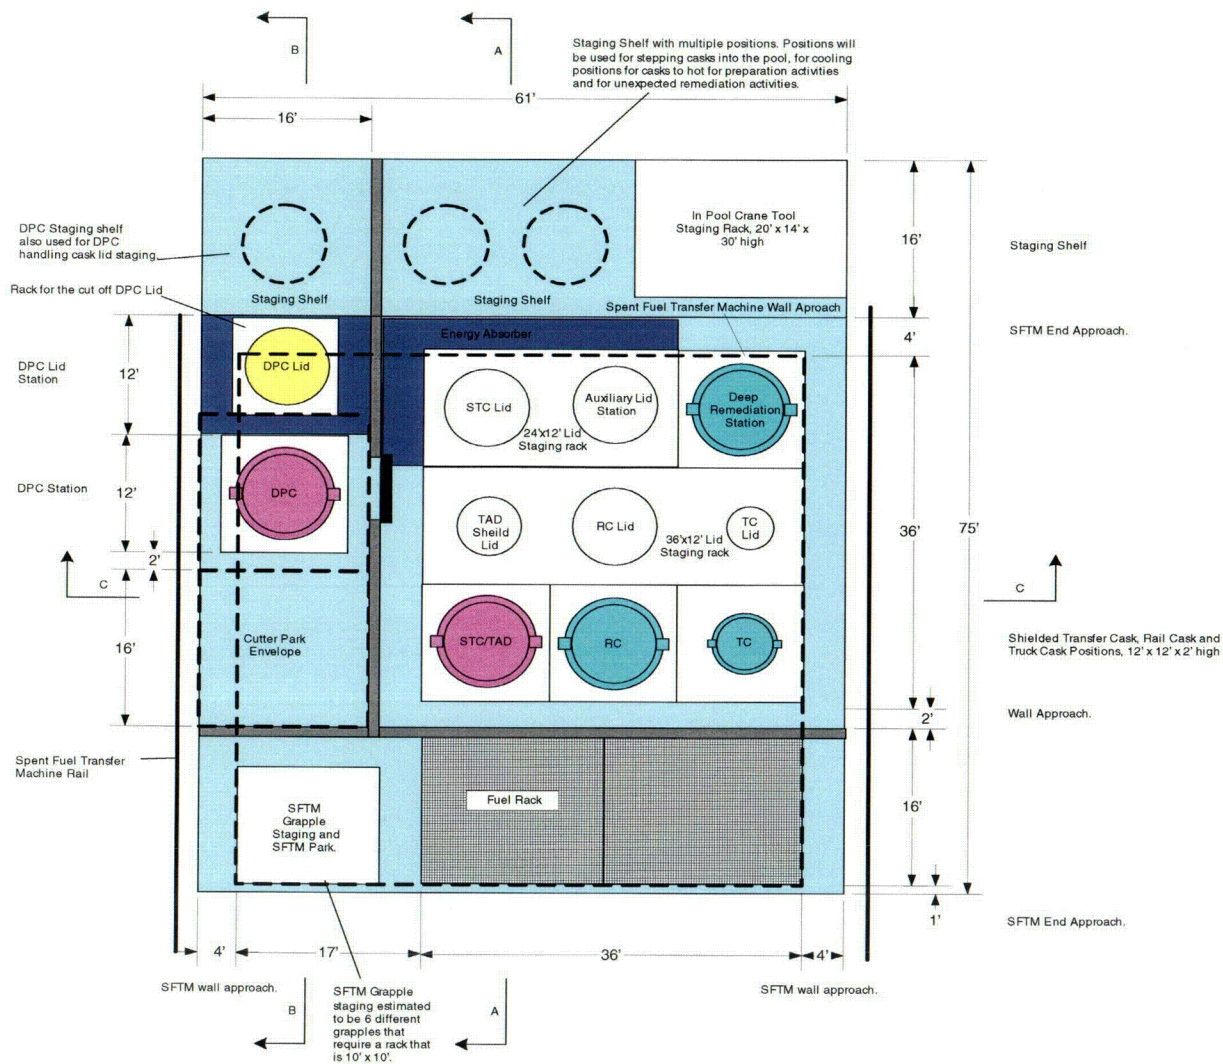 B
A
Staging Shelf with multiple positions. Positions will
be used for stepping casks into the pool, for cooling
positions for casks to hot for preparation activities
and for unexpected remediation activities.
61'
16'
DPC Staging shelf
also used for DPC
handling cask lid staging
Rack for the cut off DPC Lid
Staging Shelf
Staging Shelf
In Pool Crane Tool
Staging Rack, 20' x 14' x
30' high
16'
Staging Shelf
Spent Fuel Transfer Machine Wall Aproach
4'
SFTM End Approach.
Energy Absorber
DPC Lid
Station
12'
DPC Lid
STC Lid
Auxiliary Lid
Station
Deep
Remediation
Station
24'x12' Lid
Staging rack
DPC Station
12'
DPC
TAD
Sheild
Lid
RC Lid
TC
Lid
36'x12' Lid
Staging rack
36'
75'
2'
C
C
16'
Cutter Park
Envelope
STC/TAD
RC
TC
Shielded Transfer Cask, Rail Cask and
Truck Cask Positions, 12' x 12' x 2' high
2'
Wall Approach.
Spent Fuel Transfer
Machine Rail
SFTM
Grapple
Staging and
SFTM Park.
Fuel Rack
16'
1'
SFTM End Approach.
4'
17'
36'
4'
SFTM wall approach.
SFTM wall approach.
B
A
SFTM Grapple
staging estimated
to be 6 different
grapples that
require a rack that
is 10' x 10'.